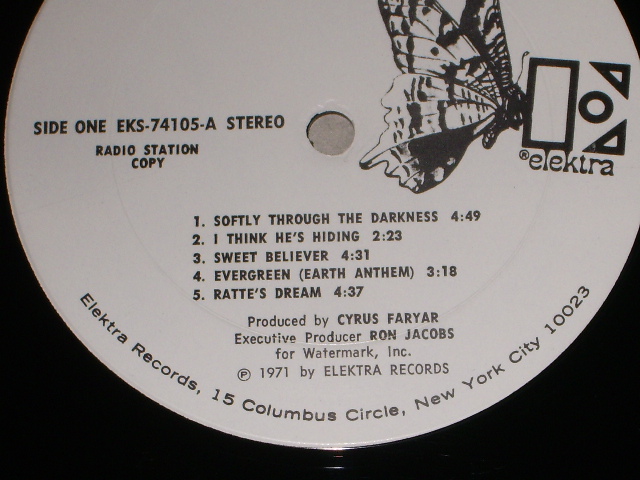 SIDE ONE EKS-74105-A STEREO
RADIO STATION
COPY
® elektra
1. SOFTLY THROUGH THE DARKNESS 4:49
2. I THINK HE'S HIDING 2:23
3. SWEET BELIEVER 4:31
4. EVERGREEN (EARTH ANTHEM) 3:18
5. RATTE'S DREAM 4:37
Produced by CYRUS FARYAR
Executive Producer RON JACOBS
for Watermark, Inc.
℗ 1971 by ELEKTRA RECORDS
Elektra Records, 15 Columbus Circle, New York City 10023